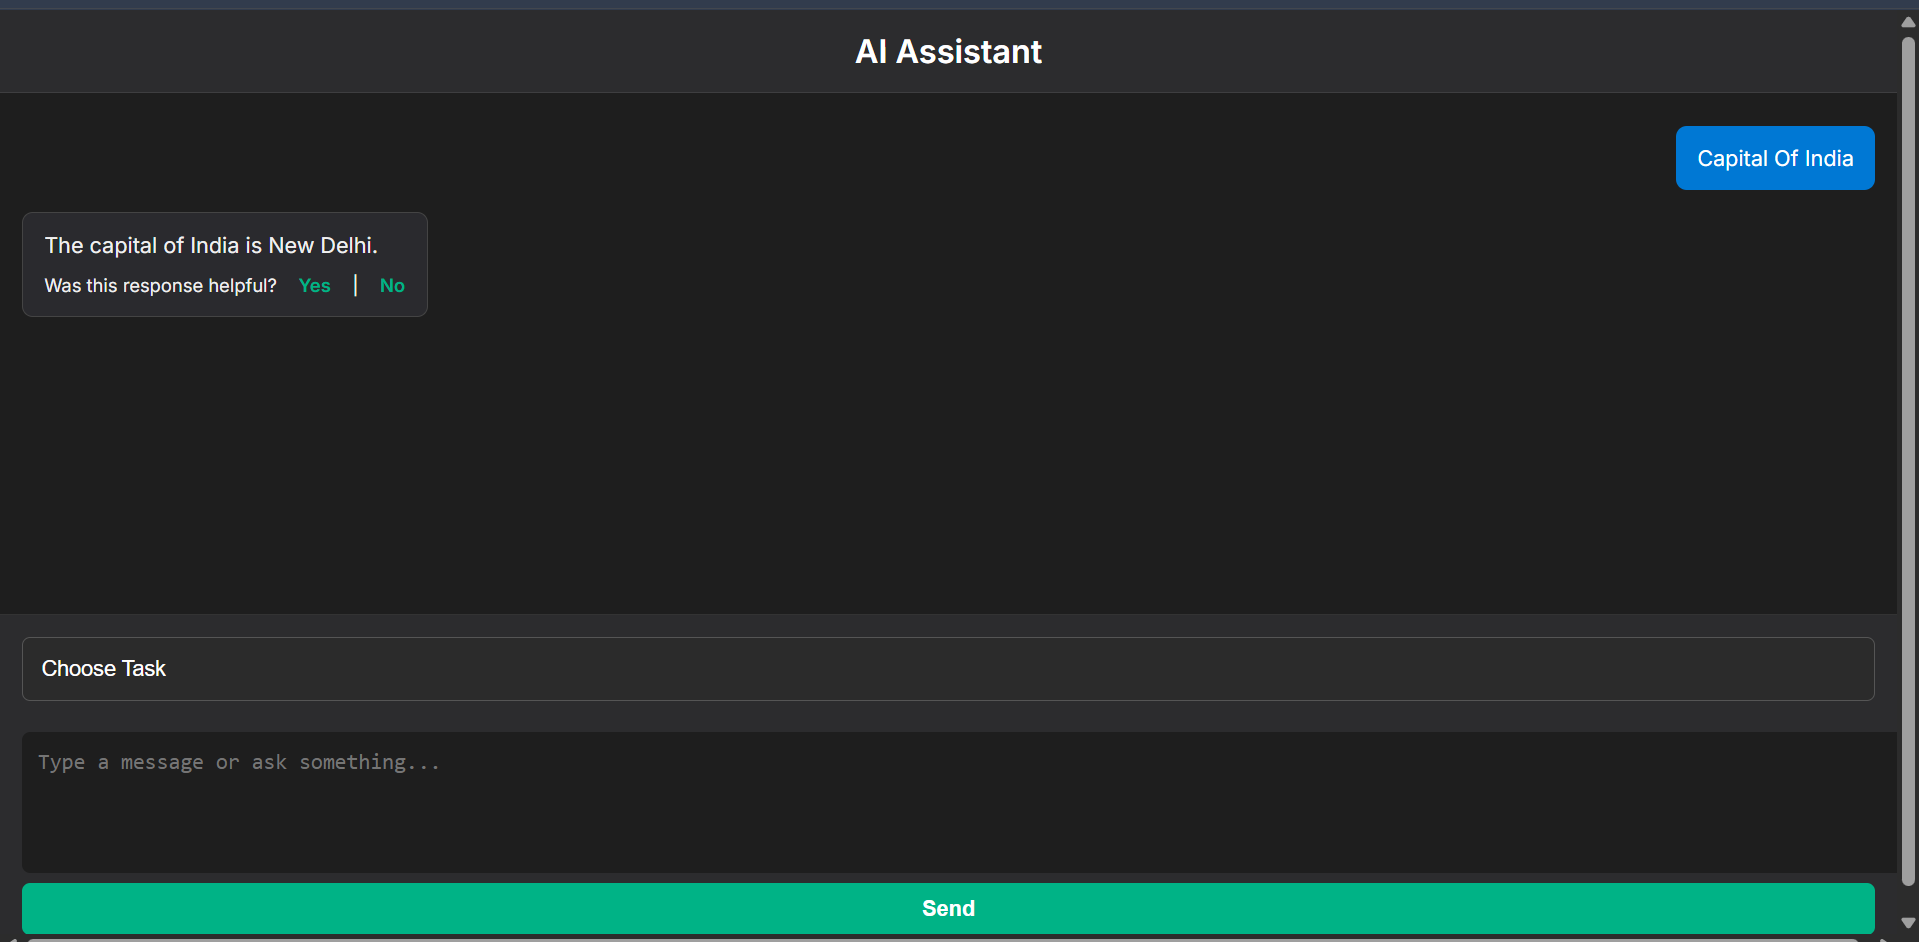 AI Assistant
Capital Of India
The capital of India is New Delhi.
Was this response helpful? Yes | No
Choose Task
Type a message or ask something...
Send